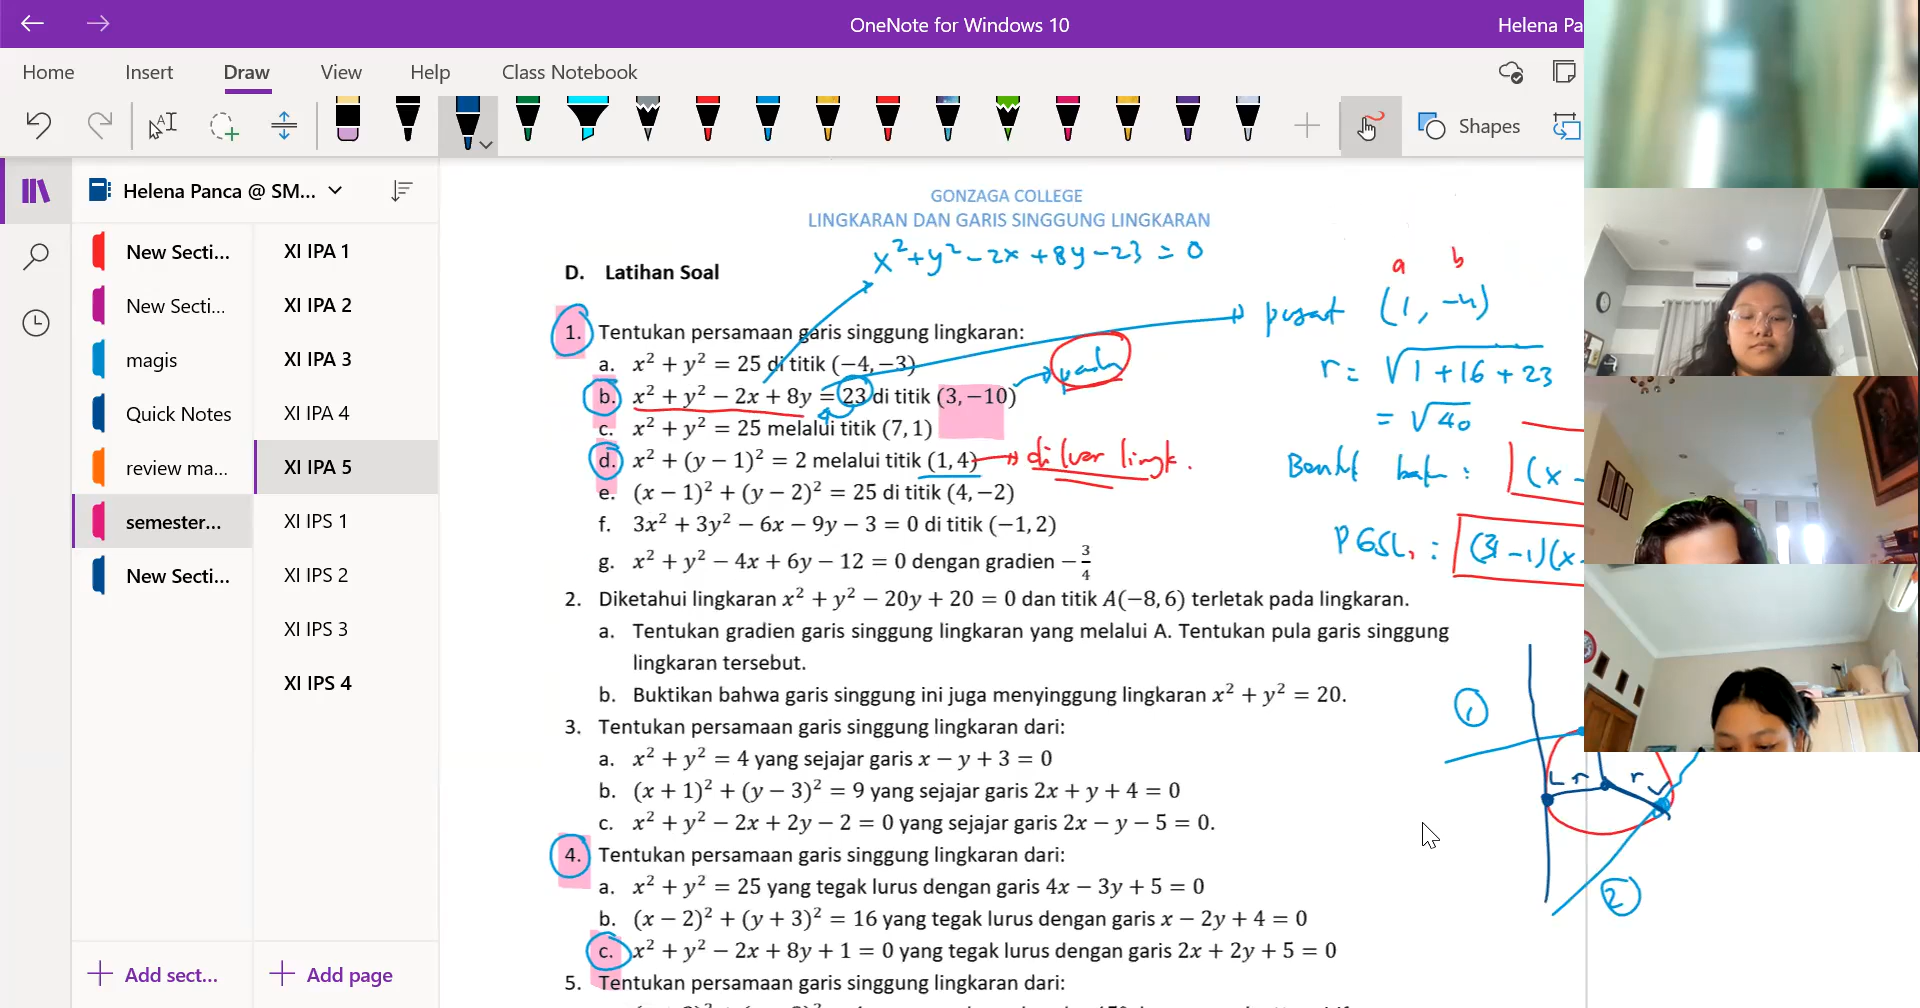 OneNote for Windows 10
Helena Pa
Home Insert Draw View Help Class Notebook
Shapes
Helena Panca @ SM...
New Secti...
New Secti...
magis
Quick Notes
review ma...
semester...
New Secti...
XI IPA 1
XI IPA 2
XI IPA 3
XI IPA 4
XI IPA 5
XI IPS 1
XI IPS 2
XI IPS 3
XI IPS 4
Add sect...
Add page
GONZAGA COLLEGE
LINGKARAN DAN GARIS SINGGUNG LINGKARAN
x² + y² - 2x + 8y - 23 = 0
D. Latihan Soal
1. Tentukan persamaan garis singgung lingkaran:
a. x² + y² = 25 di titik (−4, −3)
b. x² + y² − 2x + 8y = 23 di titik (3, −10)
c. x² + y² = 25 melalui titik (7, 1)
d. x² + (y − 1)² = 2 melalui titik (1, 4) di luar lingk.
e. (x − 1)² + (y − 2)² = 25 di titik (4, −2)
f. 3x² + 3y² − 6x − 9y − 3 = 0 di titik (−1, 2)
g. x² + y² − 4x + 6y − 12 = 0 dengan gradien −3/4
2. Diketahui lingkaran x² + y² − 20y + 20 = 0 dan titik A(−8, 6) terletak pada lingkaran.
a. Tentukan gradien garis singgung lingkaran yang melalui A. Tentukan pula garis singgung
lingkaran tersebut.
b. Buktikan bahwa garis singgung ini juga menyinggung lingkaran x² + y² = 20.
3. Tentukan persamaan garis singgung lingkaran dari:
a. x² + y² = 4 yang sejajar garis x − y + 3 = 0
b. (x + 1)² + (y − 3)² = 9 yang sejajar garis 2x + y + 4 = 0
c. x² + y² − 2x + 2y − 2 = 0 yang sejajar garis 2x − y − 5 = 0.
4. Tentukan persamaan garis singgung lingkaran dari:
a. x² + y² = 25 yang tegak lurus dengan garis 4x − 3y + 5 = 0
b. (x − 2)² + (y + 3)² = 16 yang tegak lurus dengan garis x − 2y + 4 = 0
c. x² + y² − 2x + 8y + 1 = 0 yang tegak lurus dengan garis 2x + 2y + 5 = 0
5. Tentukan persamaan garis singgung lingkaran dari:
pada
a b
pusat (1, -4)
r = √1 + 16 + 23
= √40
(x -
PGSL :
1
L r r
2